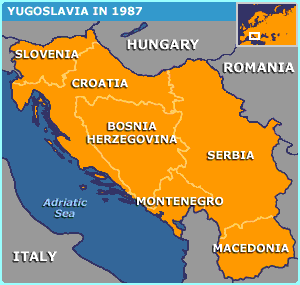 YUGOSLAVIA IN 1987
HUNGARY
SLOVENIA
ROMANIA
CROATIA
BOSNIA
HERZEGOVINA
SERBIA
Adriatic
Sea
MONTENEGRO
MACEDONIA
ITALY